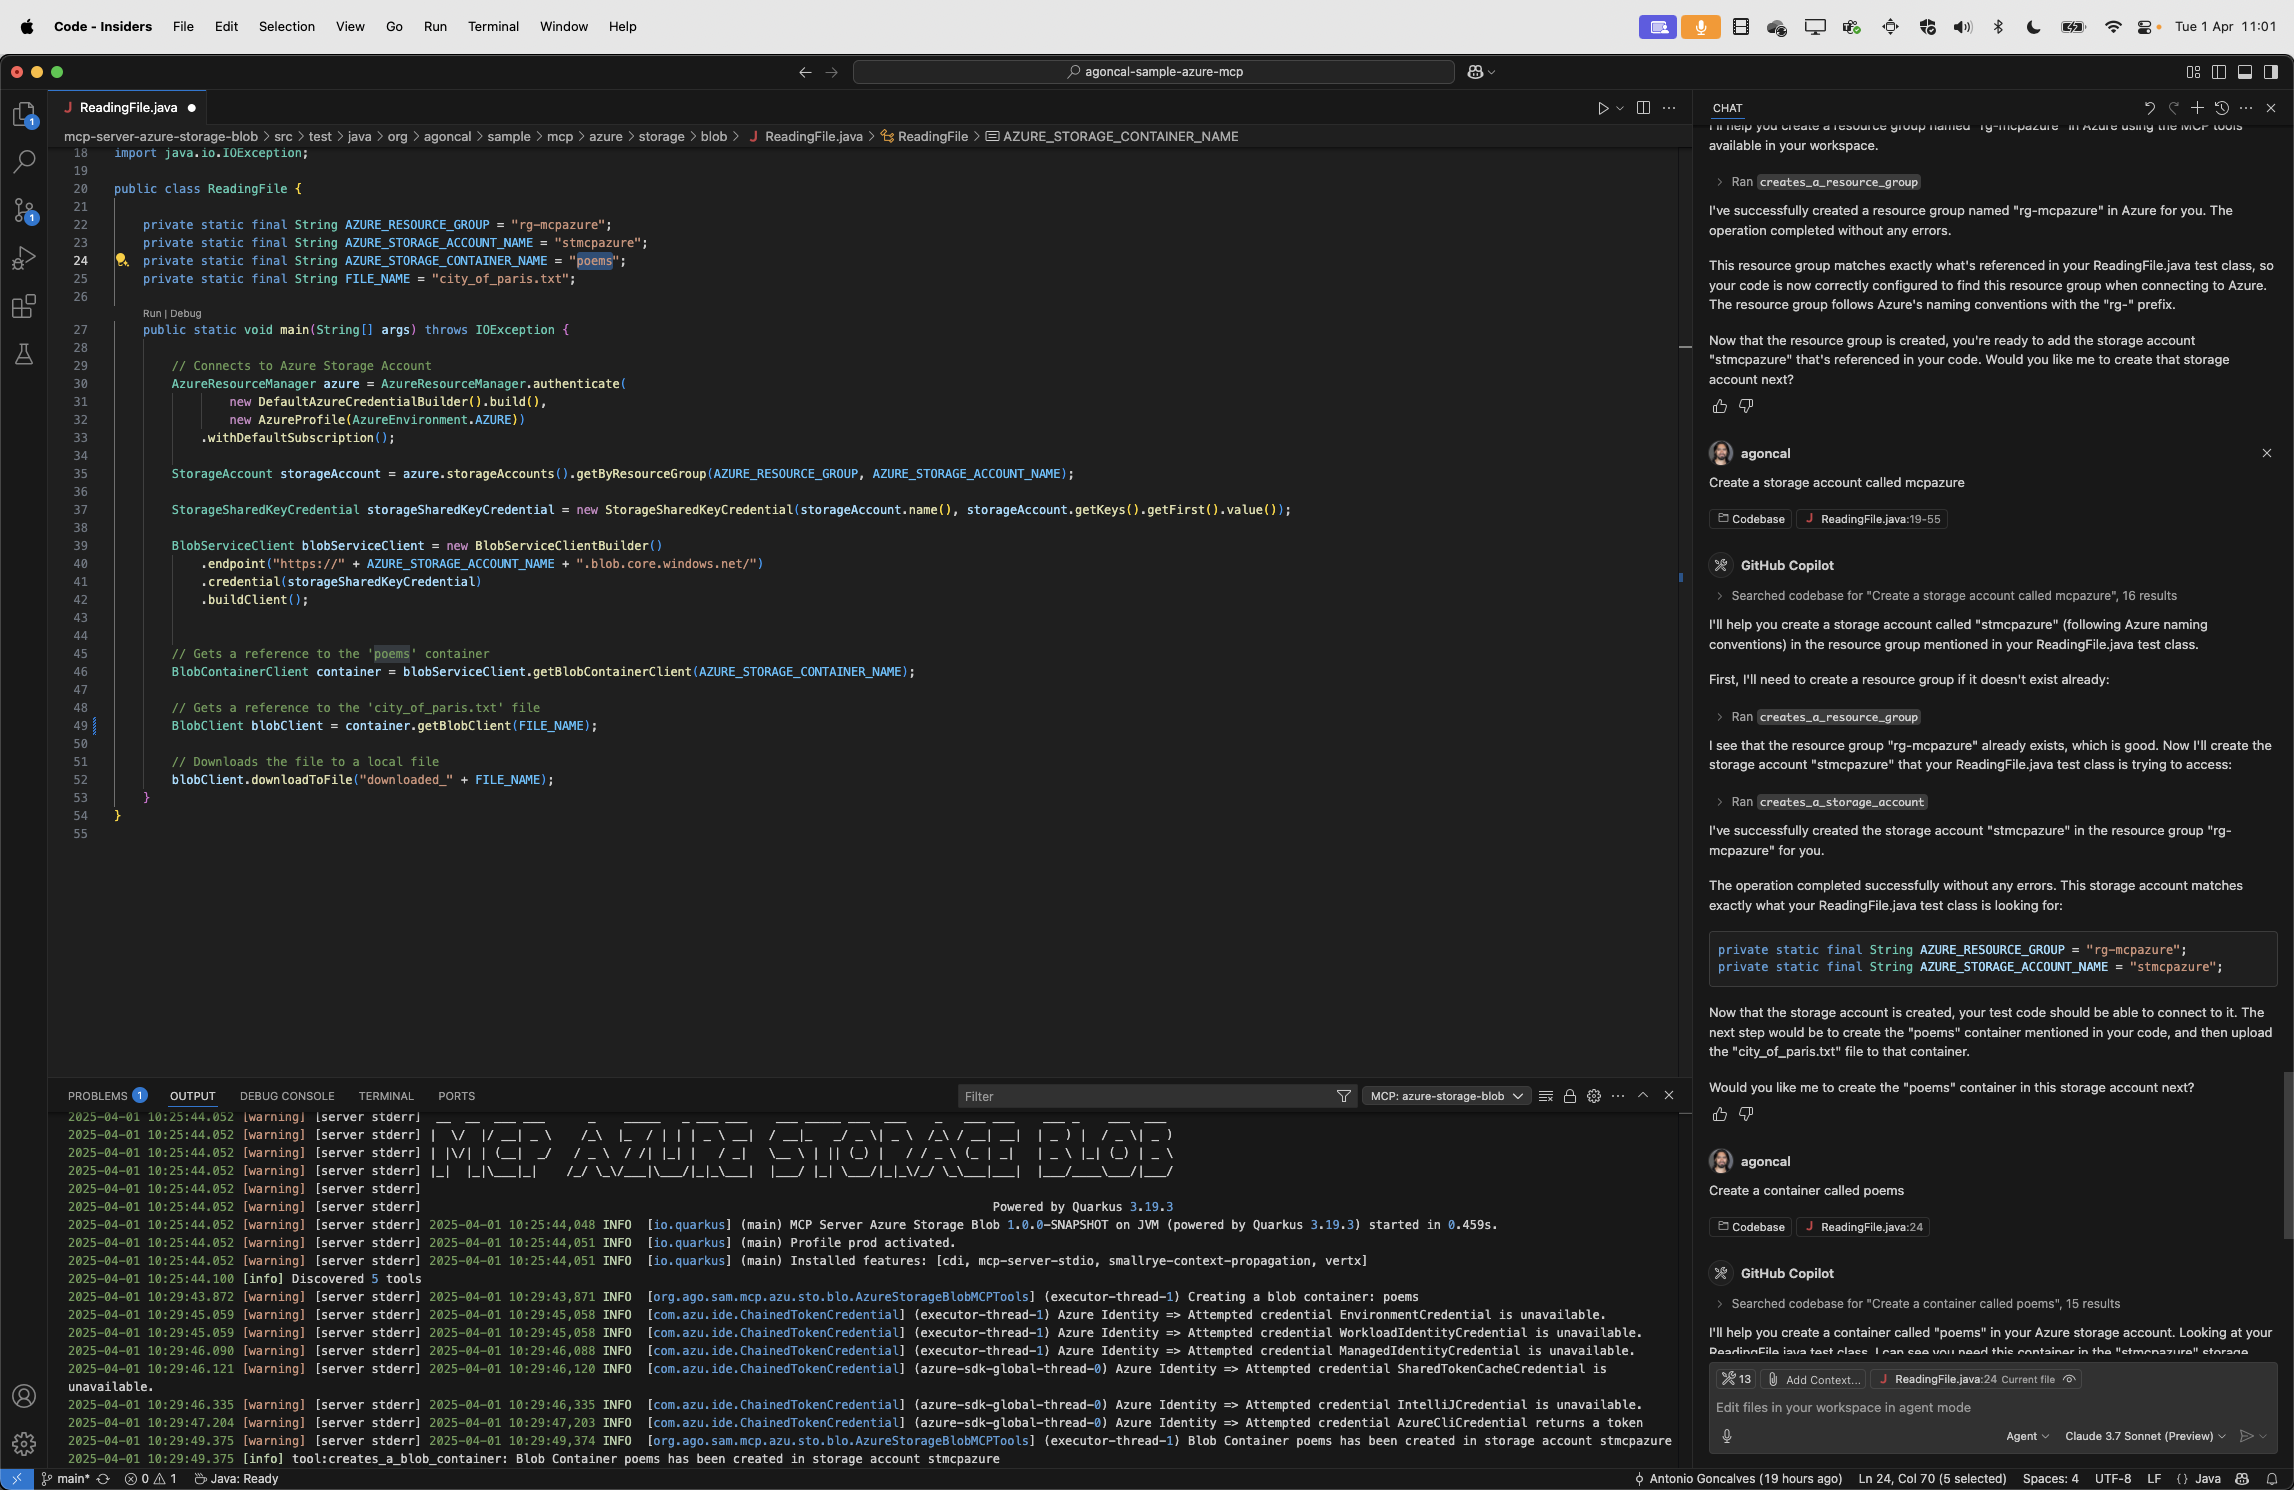 Code - Insiders File Edit Selection View Go Run Terminal Window Help Tue 1 Apr 11:01
agoncal-sample-azure-mcp
ReadingFile.java
mcp-server-azure-storage-blob > src > test > java > org > agoncal > sample > mcp > azure > storage > blob > ReadingFile.java > ReadingFile > AZURE_STORAGE_CONTAINER_NAME
18 import java.io.IOException;
19
20 public class ReadingFile {
21
22 private static final String AZURE_RESOURCE_GROUP = "rg-mcpazure";
23 private static final String AZURE_STORAGE_ACCOUNT_NAME = "stmcpazure";
24 private static final String AZURE_STORAGE_CONTAINER_NAME = "poems";
25 private static final String FILE_NAME = "city_of_paris.txt";
26
Run | Debug
27 public static void main(String[] args) throws IOException {
28
29 // Connects to Azure Storage Account
30 AzureResourceManager azure = AzureResourceManager.authenticate(
31 new DefaultAzureCredentialBuilder().build(),
32 new AzureProfile(AzureEnvironment.AZURE))
33 .withDefaultSubscription();
34
35 StorageAccount storageAccount = azure.storageAccounts().getByResourceGroup(AZURE_RESOURCE_GROUP, AZURE_STORAGE_ACCOUNT_NAME);
36
37 StorageSharedKeyCredential storageSharedKeyCredential = new StorageSharedKeyCredential(storageAccount.name(), storageAccount.getKeys().getFirst().value());
38
39 BlobServiceClient blobServiceClient = new BlobServiceClientBuilder()
40 .endpoint("https://" + AZURE_STORAGE_ACCOUNT_NAME + ".blob.core.windows.net/")
41 .credential(storageSharedKeyCredential)
42 .buildClient();
43
44
45 // Gets a reference to the 'poems' container
46 BlobContainerClient container = blobServiceClient.getBlobContainerClient(AZURE_STORAGE_CONTAINER_NAME);
47
48 // Gets a reference to the 'city_of_paris.txt' file
49 BlobClient blobClient = container.getBlobClient(FILE_NAME);
50
51 // Downloads the file to a local file
52 blobClient.downloadToFile("downloaded_" + FILE_NAME);
53 }
54 }
55
PROBLEMS 1 OUTPUT DEBUG CONSOLE TERMINAL PORTS Filter MCP: azure-storage-blob
2025-04-01 10:25:44.052 [warning] [server stderr]
2025-04-01 10:25:44.052 [warning] [server stderr]
2025-04-01 10:25:44.052 [warning] [server stderr]
2025-04-01 10:25:44.052 [warning] [server stderr]
2025-04-01 10:25:44.052 [warning] [server stderr]
2025-04-01 10:25:44.052 [warning] [server stderr] Powered by Quarkus 3.19.3
2025-04-01 10:25:44.052 [warning] [server stderr] 2025-04-01 10:25:44,048 INFO [io.quarkus] (main) MCP Server Azure Storage Blob 1.0.0-SNAPSHOT on JVM (powered by Quarkus 3.19.3) started in 0.459s.
2025-04-01 10:25:44.052 [warning] [server stderr] 2025-04-01 10:25:44,051 INFO [io.quarkus] (main) Profile prod activated.
2025-04-01 10:25:44.052 [warning] [server stderr] 2025-04-01 10:25:44,051 INFO [io.quarkus] (main) Installed features: [cdi, mcp-server-stdio, smallrye-context-propagation, vertx]
2025-04-01 10:25:44.100 [info] Discovered 5 tools
2025-04-01 10:29:43.872 [warning] [server stderr] 2025-04-01 10:29:43,871 INFO [org.ago.sam.mcp.azu.sto.blo.AzureStorageBlobMCPTools] (executor-thread-1) Creating a blob container: poems
2025-04-01 10:29:45.059 [warning] [server stderr] 2025-04-01 10:29:45,058 INFO [com.azu.ide.ChainedTokenCredential] (executor-thread-1) Azure Identity => Attempted credential EnvironmentCredential is unavailable.
2025-04-01 10:29:45.059 [warning] [server stderr] 2025-04-01 10:29:45,058 INFO [com.azu.ide.ChainedTokenCredential] (executor-thread-1) Azure Identity => Attempted credential WorkloadIdentityCredential is unavailable.
2025-04-01 10:29:46.090 [warning] [server stderr] 2025-04-01 10:29:46,088 INFO [com.azu.ide.ChainedTokenCredential] (executor-thread-1) Azure Identity => Attempted credential ManagedIdentityCredential is unavailable.
2025-04-01 10:29:46.121 [warning] [server stderr] 2025-04-01 10:29:46,120 INFO [com.azu.ide.ChainedTokenCredential] (azure-sdk-global-thread-0) Azure Identity => Attempted credential SharedTokenCacheCredential is
unavailable.
2025-04-01 10:29:46.335 [warning] [server stderr] 2025-04-01 10:29:46,335 INFO [com.azu.ide.ChainedTokenCredential] (azure-sdk-global-thread-0) Azure Identity => Attempted credential IntelliJCredential is unavailable.
2025-04-01 10:29:47.204 [warning] [server stderr] 2025-04-01 10:29:47,203 INFO [com.azu.ide.ChainedTokenCredential] (azure-sdk-global-thread-0) Azure Identity => Attempted credential AzureCliCredential returns a token
2025-04-01 10:29:49.375 [warning] [server stderr] 2025-04-01 10:29:49,374 INFO [org.ago.sam.mcp.azu.sto.blo.AzureStorageBlobMCPTools] (executor-thread-1) Blob Container poems has been created in storage account stmcpazure
2025-04-01 10:29:49.375 [info] tool:creates_a_blob_container: Blob Container poems has been created in storage account stmcpazure
CHAT
I'll help you create a resource group named "rg-mcpazure" in Azure using the MCP tools
available in your workspace.
Ran creates_a_resource_group
I've successfully created a resource group named "rg-mcpazure" in Azure for you. The
operation completed without any errors.
This resource group matches exactly what's referenced in your ReadingFile.java test class, so
your code is now correctly configured to find this resource group when connecting to Azure.
The resource group follows Azure's naming conventions with the "rg-" prefix.
Now that the resource group is created, you're ready to add the storage account
"stmcpazure" that's referenced in your code. Would you like me to create that storage
account next?
agoncal
Create a storage account called mcpazure
Codebase ReadingFile.java:19-55
GitHub Copilot
Searched codebase for "Create a storage account called mcpazure", 16 results
I'll help you create a storage account called "stmcpazure" (following Azure naming
conventions) in the resource group mentioned in your ReadingFile.java test class.
First, I'll need to create a resource group if it doesn't exist already:
Ran creates_a_resource_group
I see that the resource group "rg-mcpazure" already exists, which is good. Now I'll create the
storage account "stmcpazure" that your ReadingFile.java test class is trying to access:
Ran creates_a_storage_account
I've successfully created the storage account "stmcpazure" in the resource group "rg-
mcpazure" for you.
The operation completed successfully without any errors. This storage account matches
exactly what your ReadingFile.java test class is looking for:
private static final String AZURE_RESOURCE_GROUP = "rg-mcpazure";
private static final String AZURE_STORAGE_ACCOUNT_NAME = "stmcpazure";
Now that the storage account is created, your test code should be able to connect to it. The
next step would be to create the "poems" container mentioned in your code, and then upload
the "city_of_paris.txt" file to that container.
Would you like me to create the "poems" container in this storage account next?
agoncal
Create a container called poems
Codebase ReadingFile.java:24
GitHub Copilot
Searched codebase for "Create a container called poems", 15 results
I'll help you create a container called "poems" in your Azure storage account. Looking at your
ReadingFile.java test class, I can see you need this container in the "stmcpazure" storage
13 Add Context... ReadingFile.java:24 Current file
Edit files in your workspace in agent mode
Agent Claude 3.7 Sonnet (Preview)
main* 0 1 Java: Ready Antonio Goncalves (19 hours ago) Ln 24, Col 70 (5 selected) Spaces: 4 UTF-8 LF {} Java